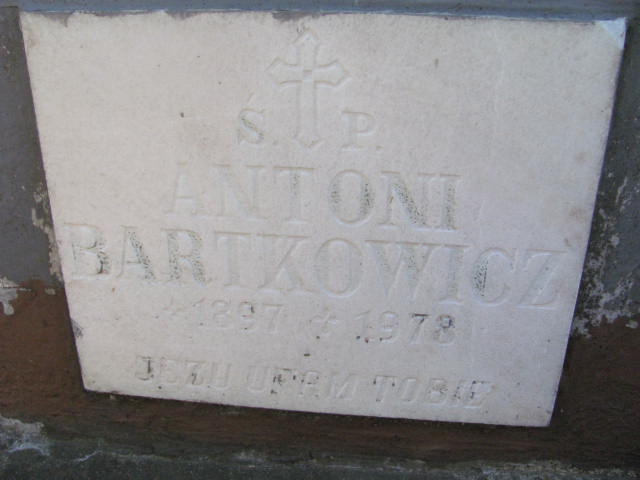 Ś. P.
ANTONI
BARTKOWICZ
* 1897 + 1978
JEZU UFAM TOBIE